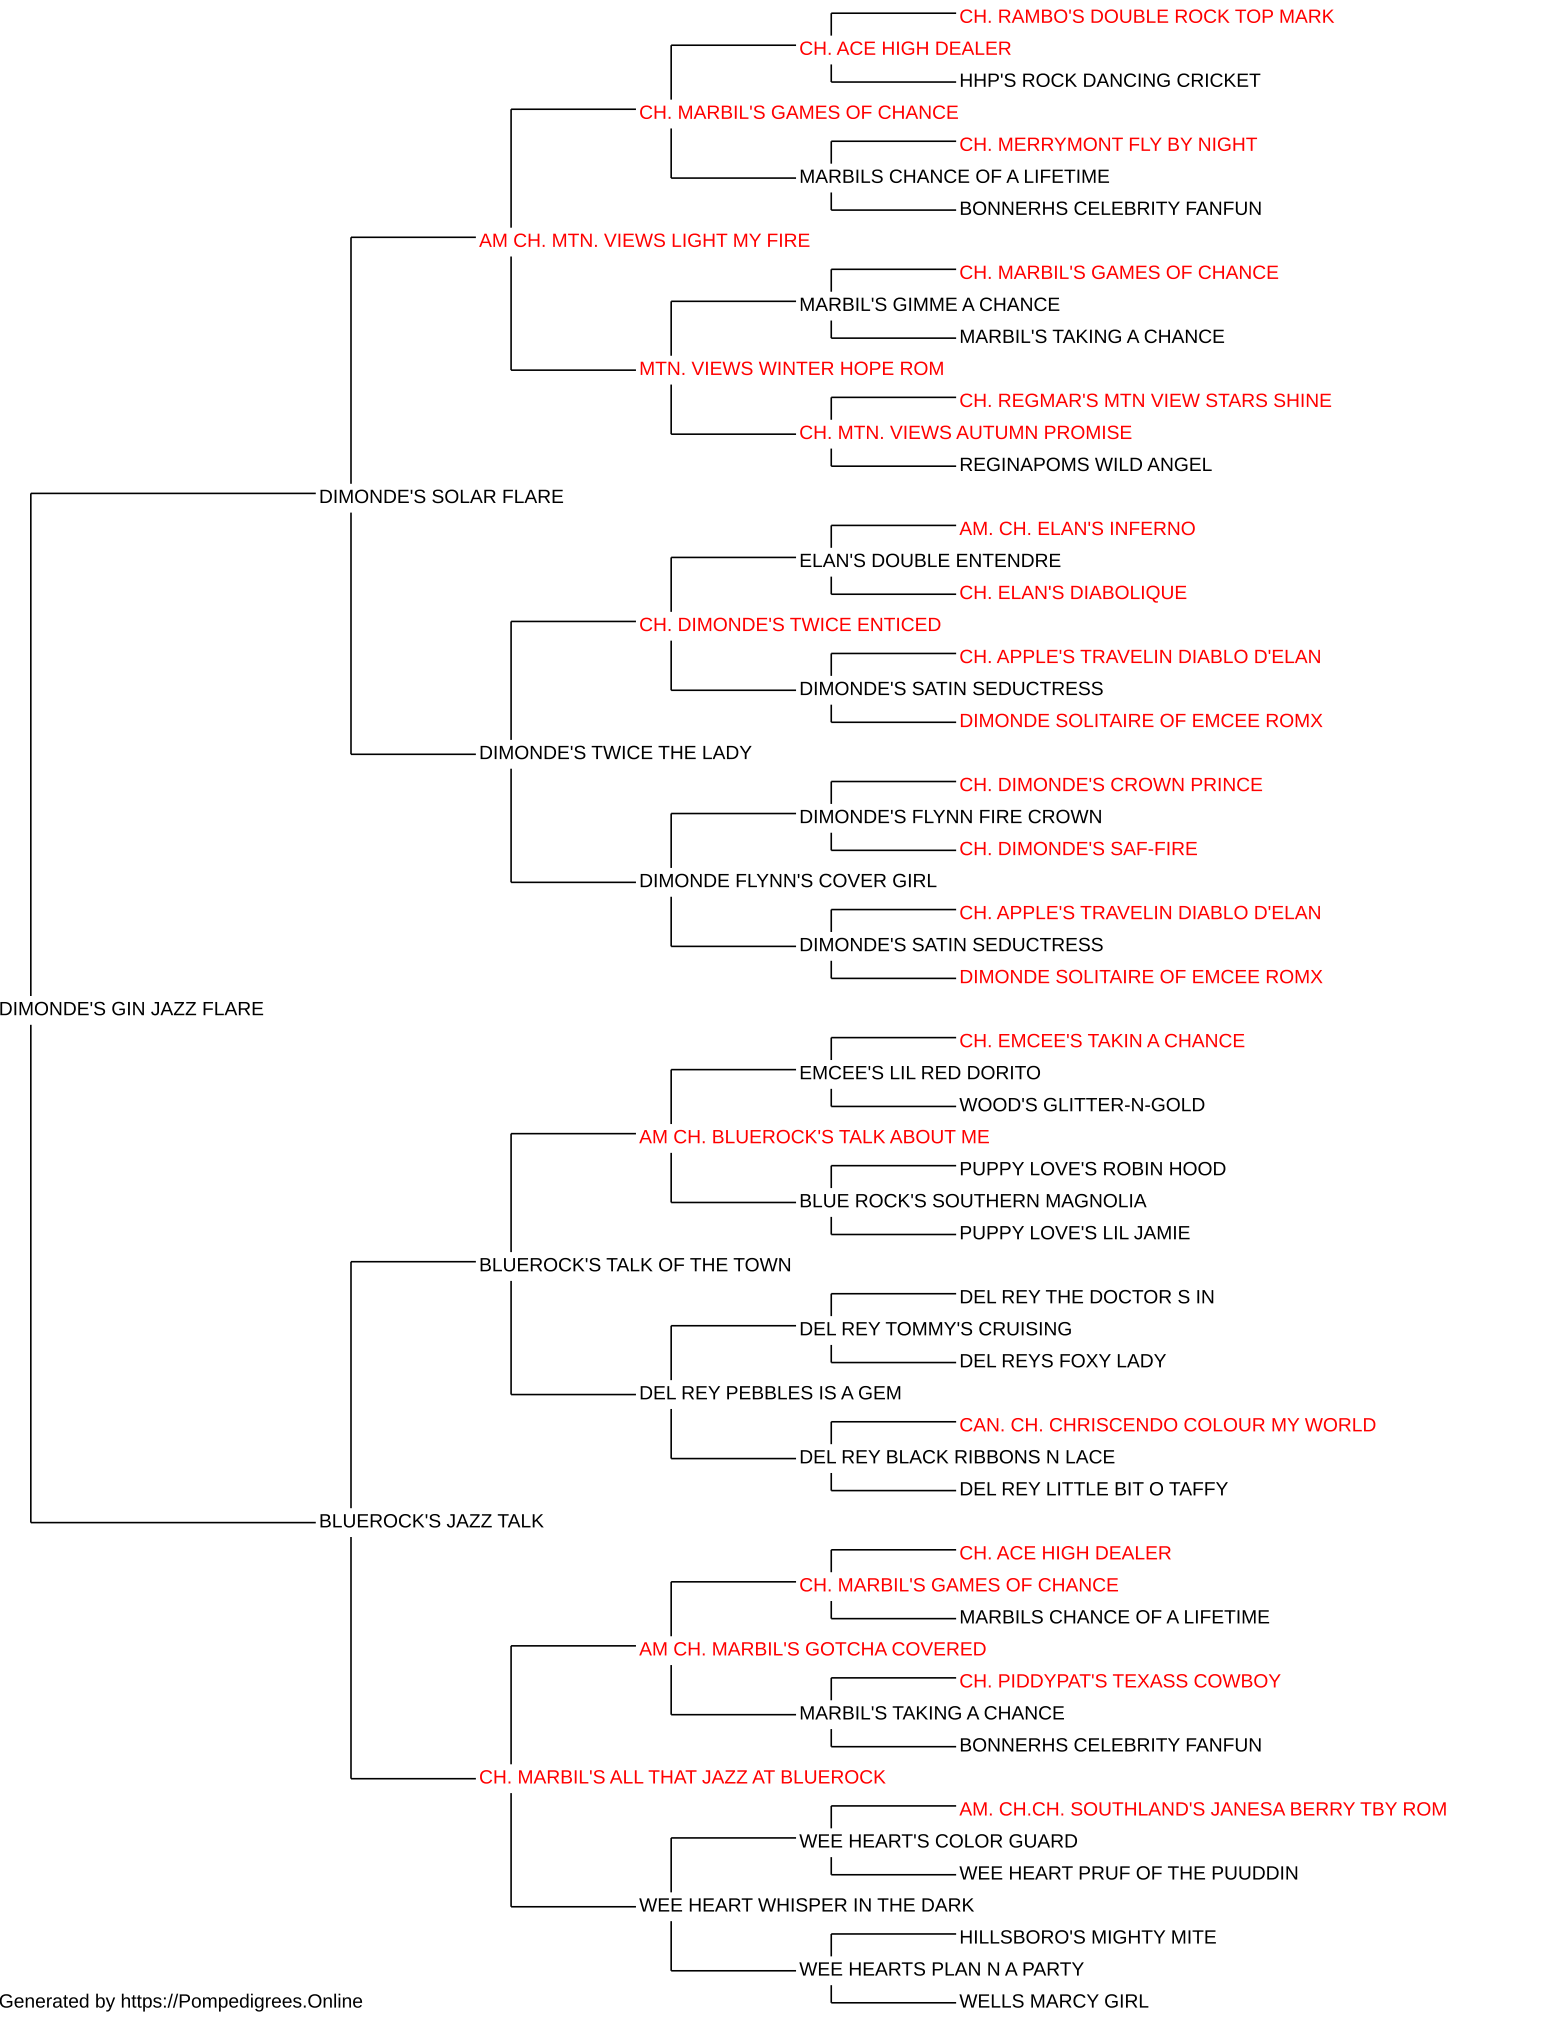 CH. RAMBO'S DOUBLE ROCK TOP MARK
CH. ACE HIGH DEALER
HHP'S ROCK DANCING CRICKET
CH. MARBIL'S GAMES OF CHANCE
CH. MERRYMONT FLY BY NIGHT
MARBILS CHANCE OF A LIFETIME
BONNERHS CELEBRITY FANFUN
AM CH. MTN. VIEWS LIGHT MY FIRE
CH. MARBIL'S GAMES OF CHANCE
MARBIL'S GIMME A CHANCE
MARBIL'S TAKING A CHANCE
MTN. VIEWS WINTER HOPE ROM
CH. REGMAR'S MTN VIEW STARS SHINE
CH. MTN. VIEWS AUTUMN PROMISE
REGINAPOMS WILD ANGEL
DIMONDE'S SOLAR FLARE
AM. CH. ELAN'S INFERNO
ELAN'S DOUBLE ENTENDRE
CH. ELAN'S DIABOLIQUE
CH. DIMONDE'S TWICE ENTICED
CH. APPLE'S TRAVELIN DIABLO D'ELAN
DIMONDE'S SATIN SEDUCTRESS
DIMONDE SOLITAIRE OF EMCEE ROMX
DIMONDE'S TWICE THE LADY
CH. DIMONDE'S CROWN PRINCE
DIMONDE'S FLYNN FIRE CROWN
CH. DIMONDE'S SAF-FIRE
DIMONDE FLYNN'S COVER GIRL
CH. APPLE'S TRAVELIN DIABLO D'ELAN
DIMONDE'S SATIN SEDUCTRESS
DIMONDE SOLITAIRE OF EMCEE ROMX
DIMONDE'S GIN JAZZ FLARE
CH. EMCEE'S TAKIN A CHANCE
EMCEE'S LIL RED DORITO
WOOD'S GLITTER-N-GOLD
AM CH. BLUEROCK'S TALK ABOUT ME
PUPPY LOVE'S ROBIN HOOD
BLUE ROCK'S SOUTHERN MAGNOLIA
PUPPY LOVE'S LIL JAMIE
BLUEROCK'S TALK OF THE TOWN
DEL REY THE DOCTOR S IN
DEL REY TOMMY'S CRUISING
DEL REYS FOXY LADY
DEL REY PEBBLES IS A GEM
CAN. CH. CHRISCENDO COLOUR MY WORLD
DEL REY BLACK RIBBONS N LACE
DEL REY LITTLE BIT O TAFFY
BLUEROCK'S JAZZ TALK
CH. ACE HIGH DEALER
CH. MARBIL'S GAMES OF CHANCE
MARBILS CHANCE OF A LIFETIME
AM CH. MARBIL'S GOTCHA COVERED
CH. PIDDYPAT'S TEXASS COWBOY
MARBIL'S TAKING A CHANCE
BONNERHS CELEBRITY FANFUN
CH. MARBIL'S ALL THAT JAZZ AT BLUEROCK
AM. CH.CH. SOUTHLAND'S JANESA BERRY TBY ROM
WEE HEART'S COLOR GUARD
WEE HEART PRUF OF THE PUUDDIN
WEE HEART WHISPER IN THE DARK
HILLSBORO'S MIGHTY MITE
WEE HEARTS PLAN N A PARTY
WELLS MARCY GIRL
Generated by https://Pompedigrees.Online